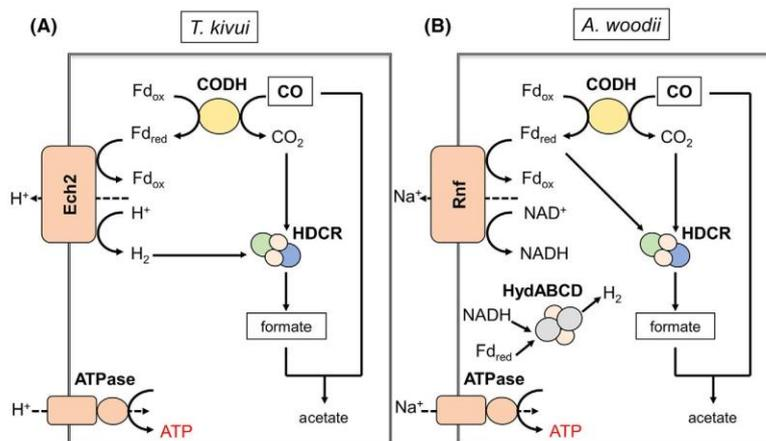 (A)
T. kivui
Fdox
CODH
CO
Fdred
CO2
Ech2
Fdox
H+
H+
H2
HDCR
formate
ATPase
H+
ATP
acetate
(B)
A. woodii
Fdox
CODH
CO
Fdred
CO2
Rnf
Fdox
Na+
NAD+
NADH
HDCR
HydABCD
H2
NADH
Fdred
formate
ATPase
Na+
ATP
acetate